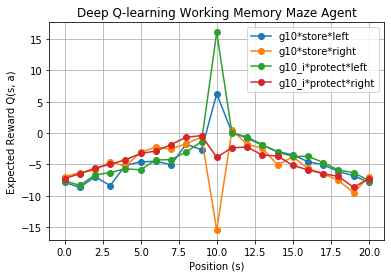 Deep Q-learning Working Memory Maze Agent
Expected Reward Q(s, a)
15
10
5
0
−5
−10
−15
g10*store*left
g10*store*right
g10_i*protect*left
g10_i*protect*right
0.0 2.5 5.0 7.5 10.0 12.5 15.0 17.5 20.0
Position (s)